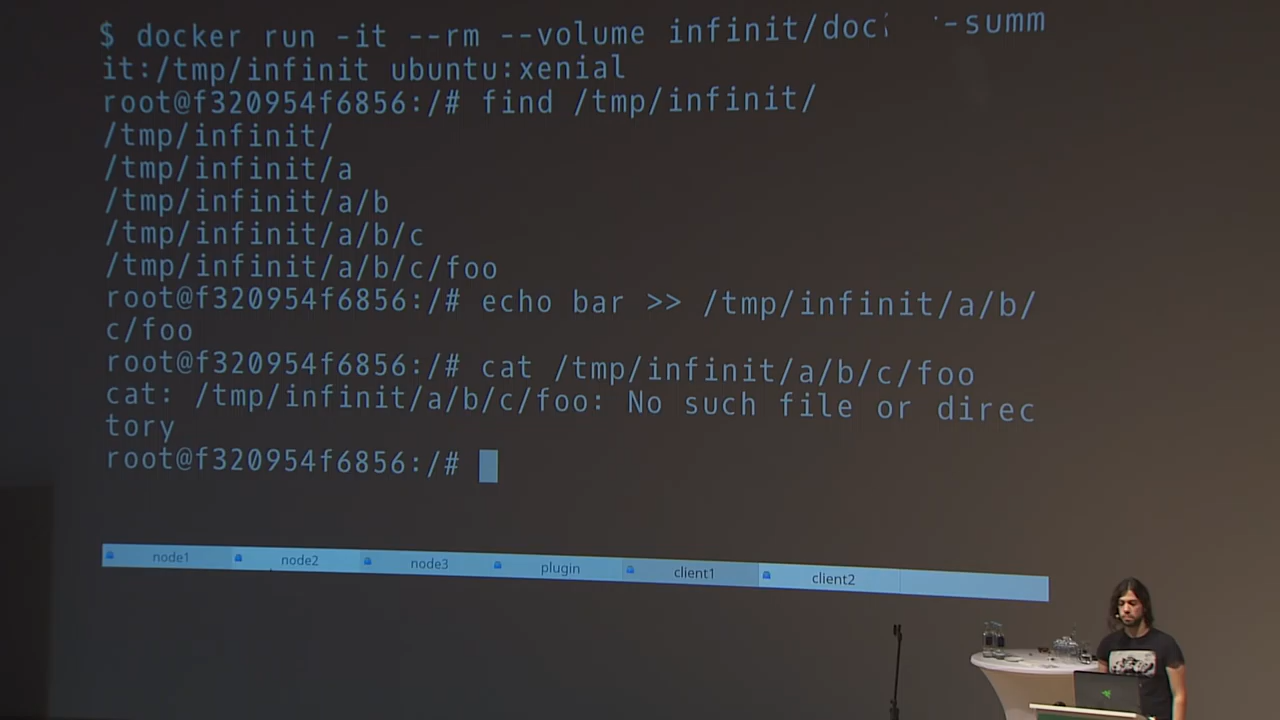 $ docker run -it --rm --volume infinit/doc -summ
it:/tmp/infinit ubuntu:xenial
root@f320954f6856:/# find /tmp/infinit/
/tmp/infinit/
/tmp/infinit/a
/tmp/infinit/a/b
/tmp/infinit/a/b/c
/tmp/infinit/a/b/c/foo
root@f320954f6856:/# echo bar >> /tmp/infinit/a/b/
c/foo
root@f320954f6856:/# cat /tmp/infinit/a/b/c/foo
cat: /tmp/infinit/a/b/c/foo: No such file or direc
tory
root@f320954f6856:/#
node1 node2 node3 plugin client1 client2